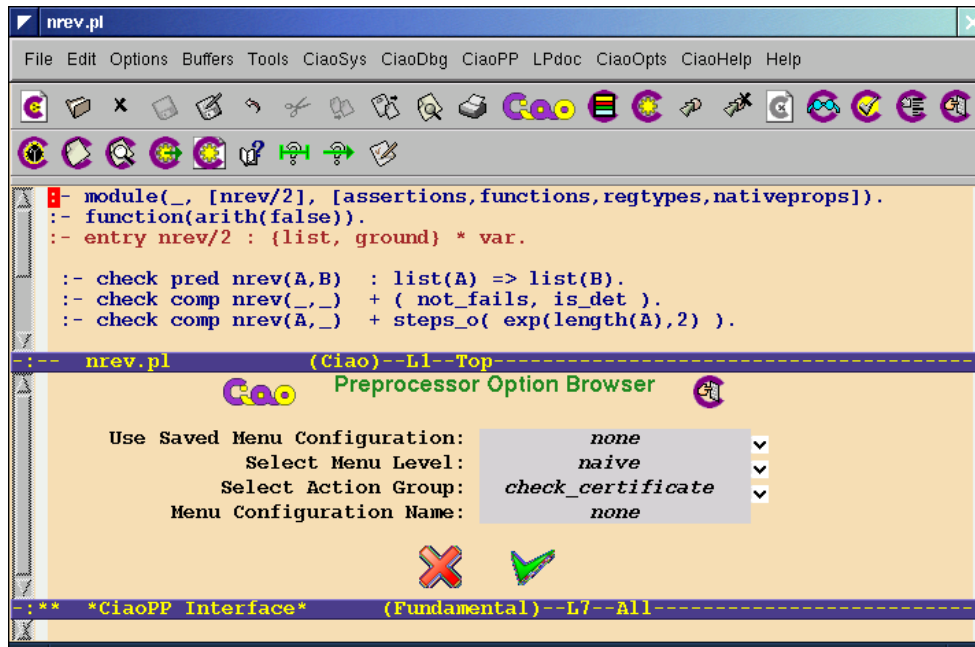 nrev.pl
File Edit Options Buffers Tools CiaoSys CiaoDbg CiaoPP LPdoc CiaoOpts CiaoHelp Help
Ciao
:- module(_, [nrev/2], [assertions,functions,regtypes,nativeprops]).
:- function(arith(false)).
:- entry nrev/2 : {list, ground} * var.
:- check pred nrev(A,B) : list(A) => list(B).
:- check comp nrev(_,_) + ( not_fails, is_det ).
:- check comp nrev(A,_) + steps_o( exp(length(A),2) ).
-:-- nrev.pl (Ciao)--L1--Top--------------------------------------
Ciao Preprocessor Option Browser
Use Saved Menu Configuration: none
Select Menu Level: naive
Select Action Group: check_certificate
Menu Configuration Name: none
-:** *CiaoPP Interface* (Fundamental)--L7--All--------------------------